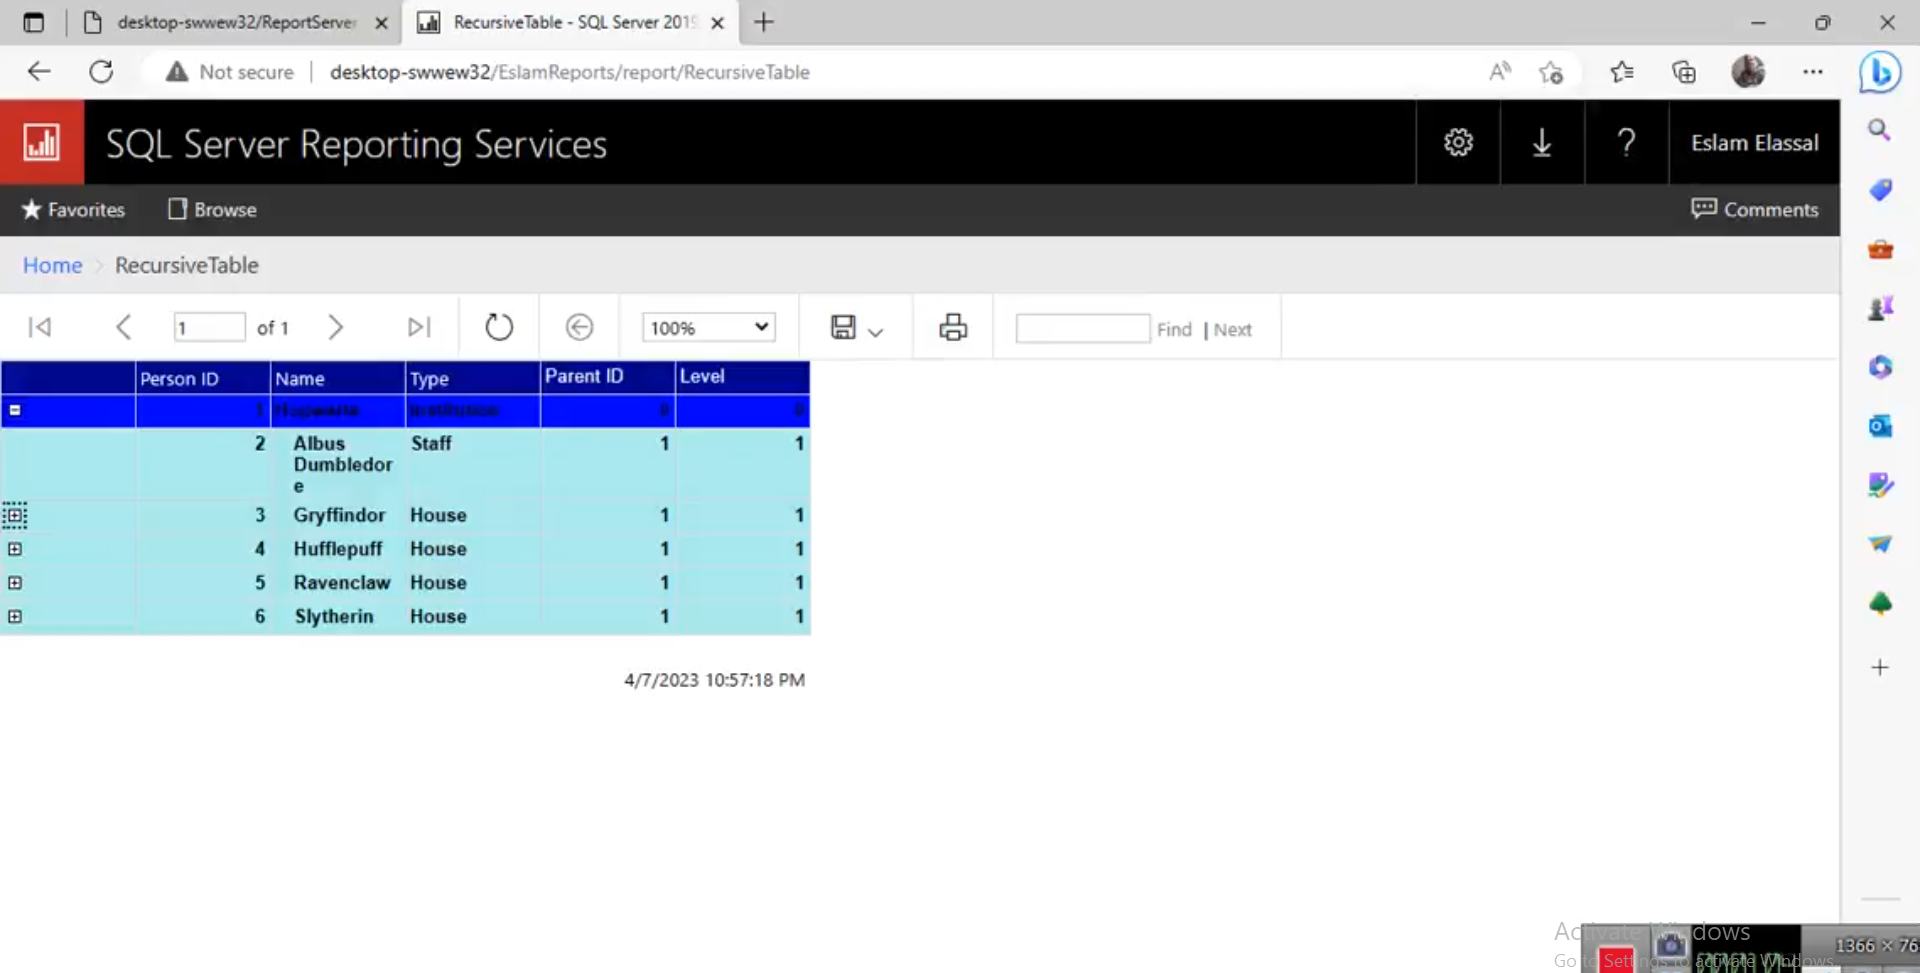 desktop-swwew32/ReportServer
RecursiveTable - SQL Server 2019
Not secure | desktop-swwew32/EslamReports/report/RecursiveTable
SQL Server Reporting Services
? Eslam Elassal
Favorites Browse Comments
Home > RecursiveTable
1 of 1 100% Find | Next
Person ID Name Type Parent ID Level
1 Hogwarts Institution 0 0
2 Albus Staff 1 1
Dumbledor
e
3 Gryffindor House 1 1
4 Hufflepuff House 1 1
5 Ravenclaw House 1 1
6 Slytherin House 1 1
4/7/2023 10:57:18 PM
Activate Windows
Go to Settings to activate Windows.
1366 × 76